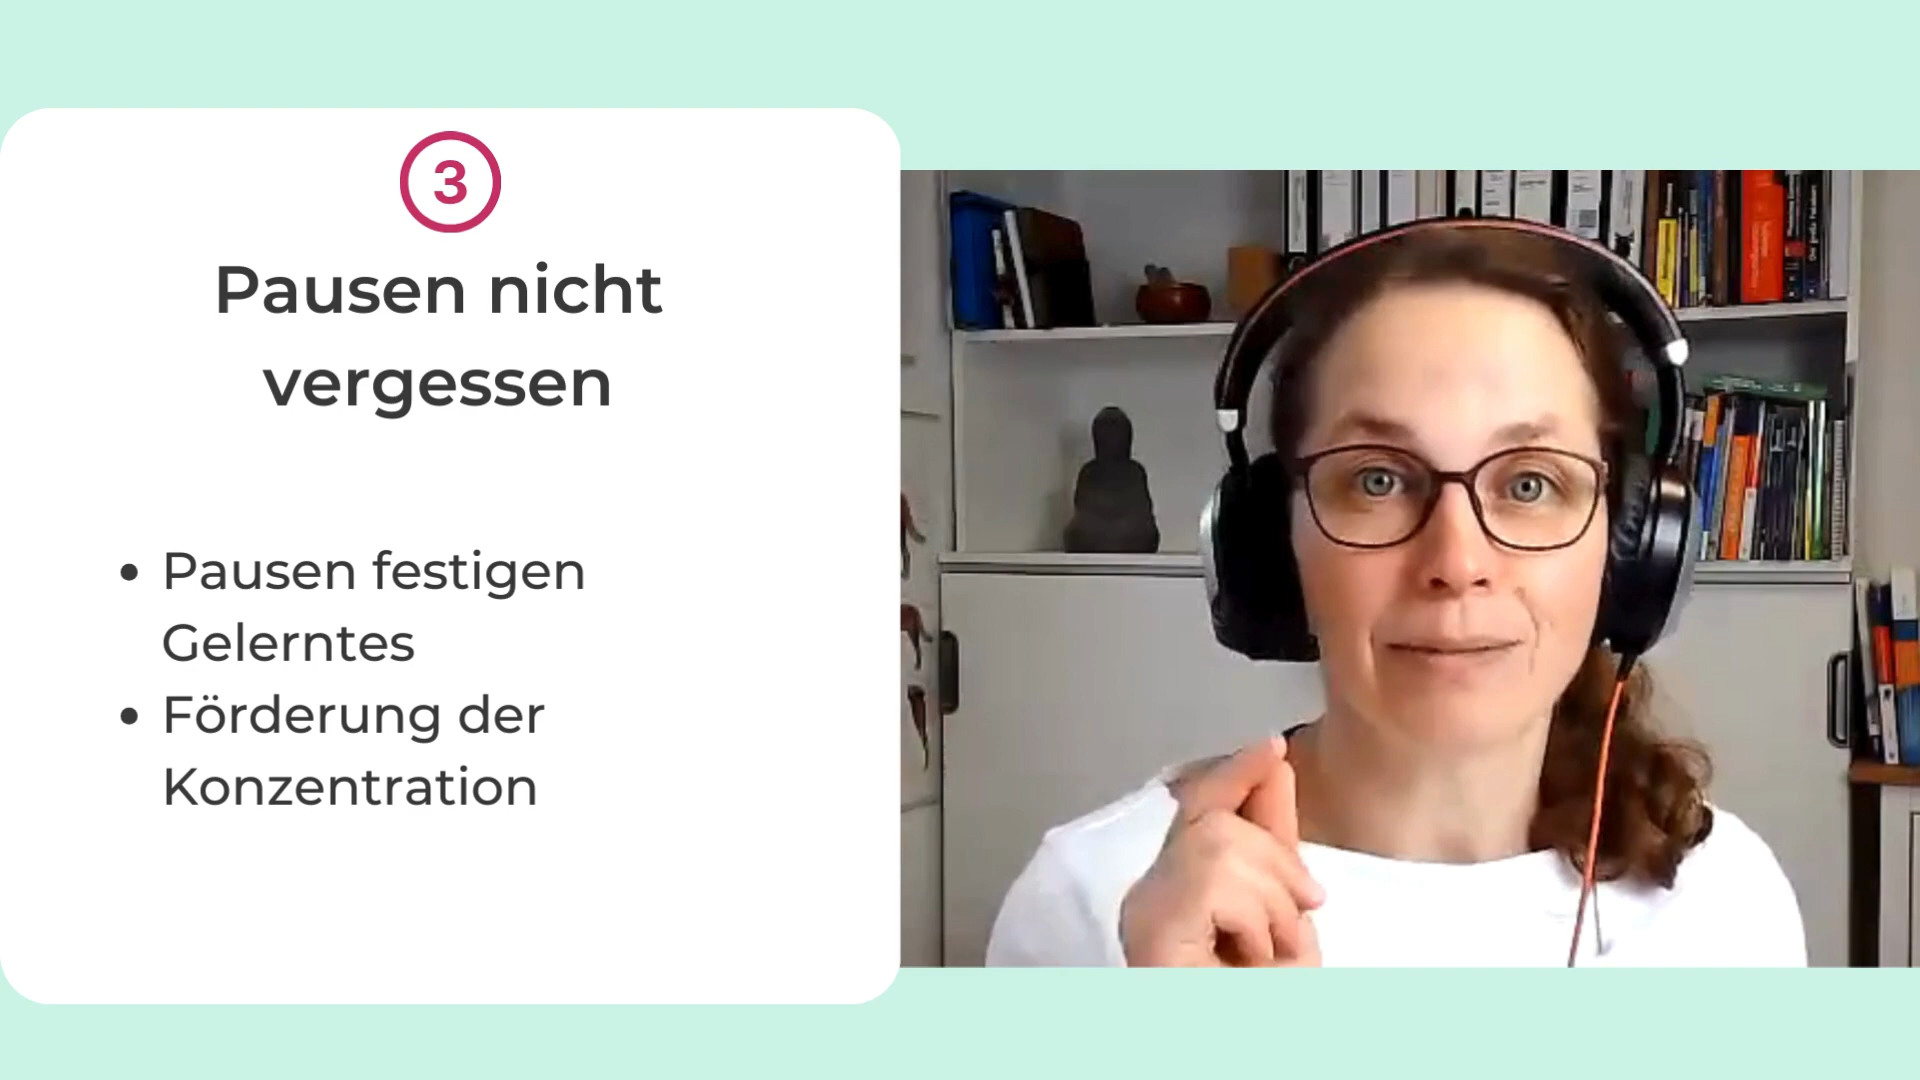 3
Pausen nicht
vergessen
• Pausen festigen
Gelerntes
• Förderung der
Konzentration